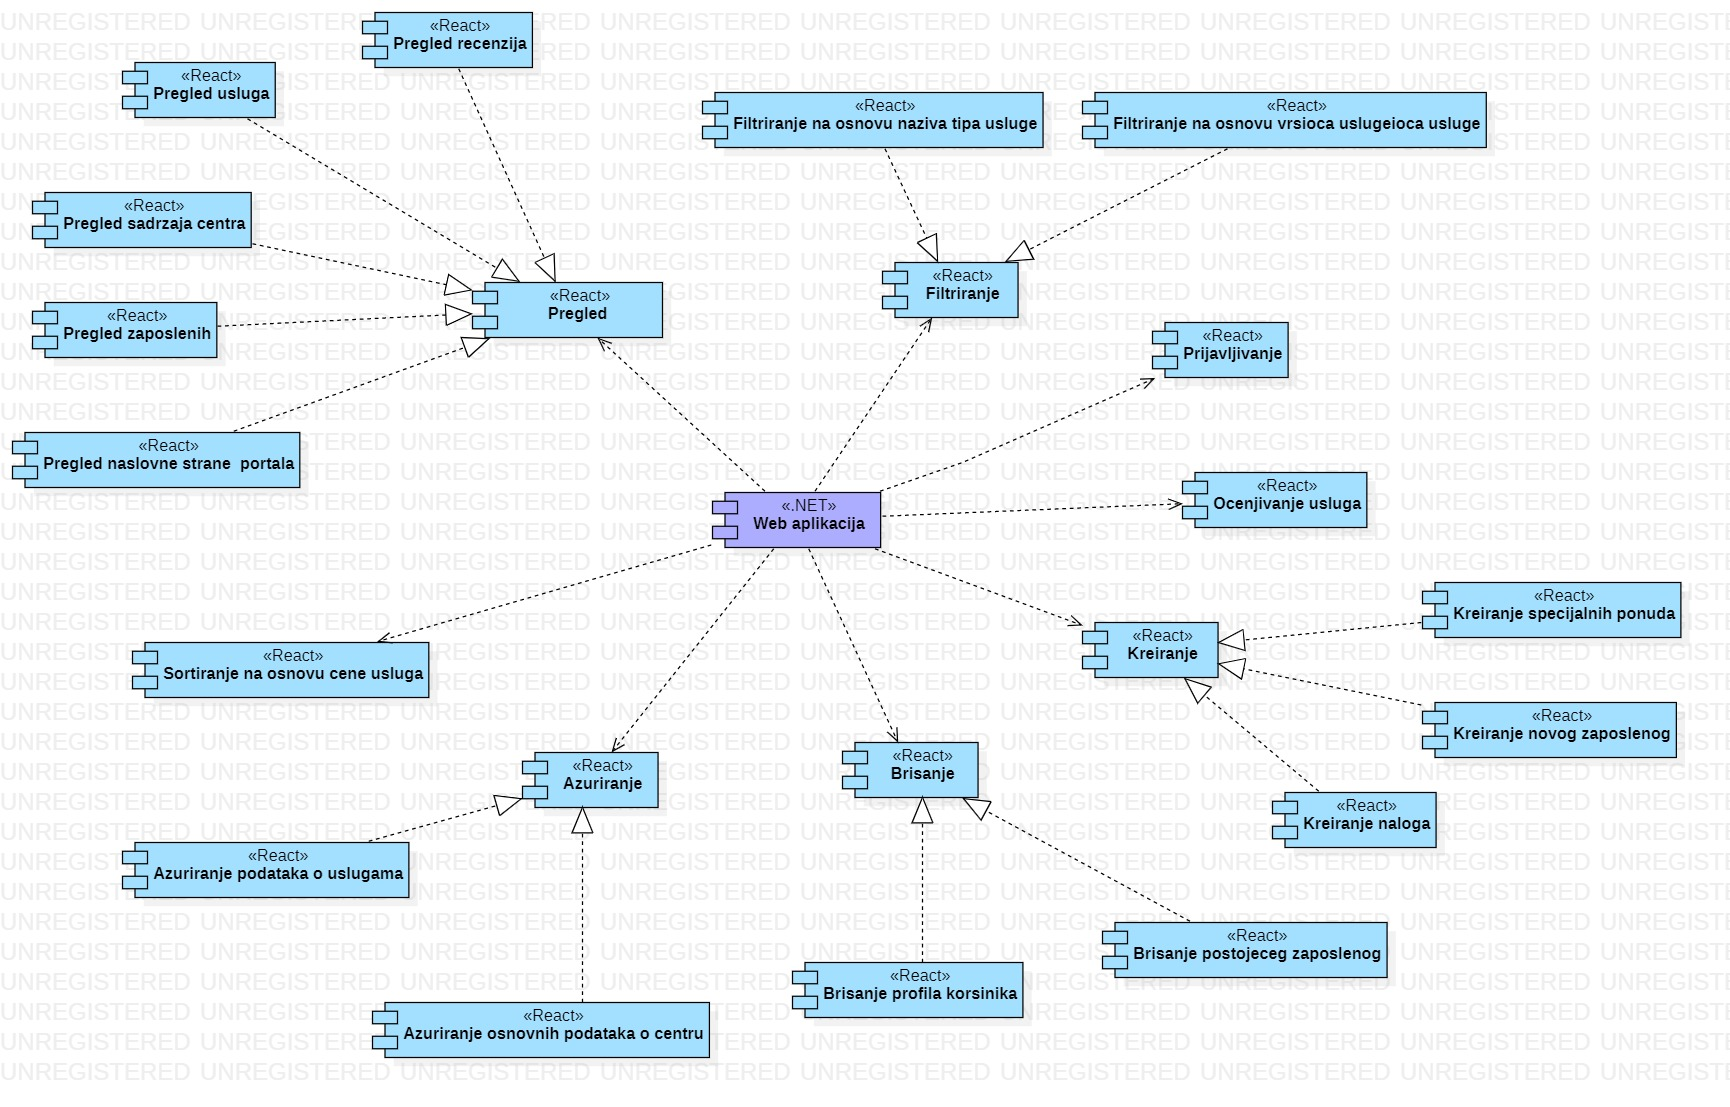 «React»
Pregled recenzija
«React»
Pregled usluga
«React»
Filtriranje na osnovu naziva tipa usluge
«React»
Filtriranje na osnovu vrsioca uslugeioca usluge
«React»
Pregled sadrzaja centra
«React»
Pregled
«React»
Filtriranje
«React»
Pregled zaposlenih
«React»
Prijavljivanje
«React»
Pregled naslovne strane  portala
«.NET»
Web aplikacija
«React»
Ocenjivanje usluga
«React»
Kreiranje specijalnih ponuda
«React»
Kreiranje
«React»
Sortiranje na osnovu cene usluga
«React»
Kreiranje novog zaposlenog
«React»
Azuriranje
«React»
Brisanje
«React»
Kreiranje naloga
«React»
Azuriranje podataka o uslugama
«React»
Brisanje postojeceg zaposlenog
«React»
Brisanje profila korsinika
«React»
Azuriranje osnovnih podataka o centru
UNREGISTERED